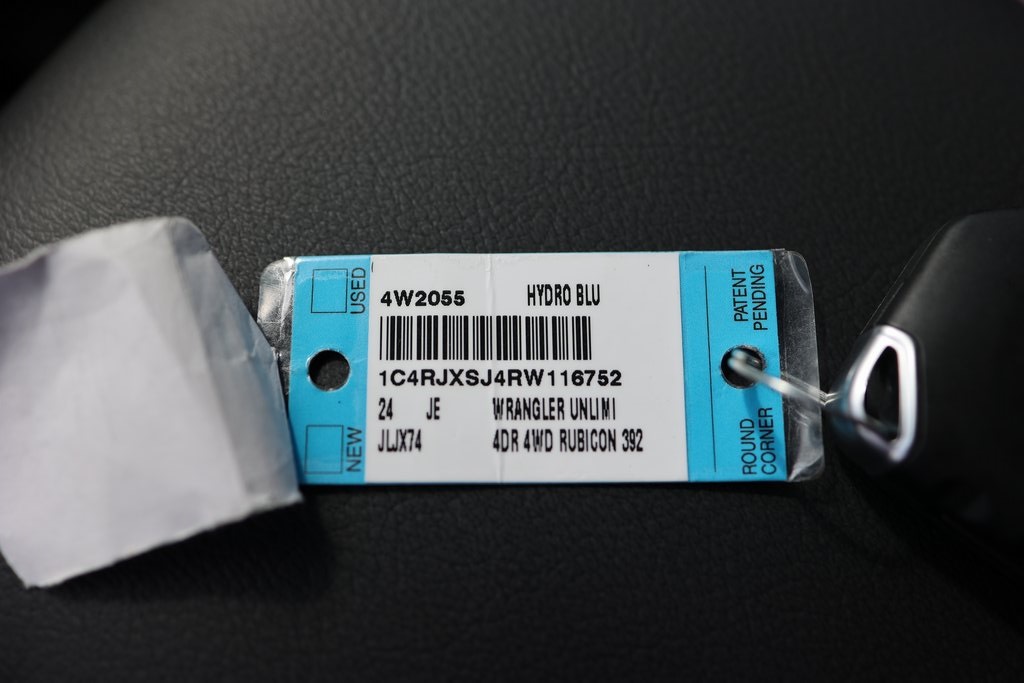 USED
NEW
4W2055 HYDRO BLU
1C4RJXSJ4RW116752
24 JE WRANGLER UNLIMI
JLJX74 4DR 4WD RUBICON 392
PATENT
PENDING
ROUND
CORNER